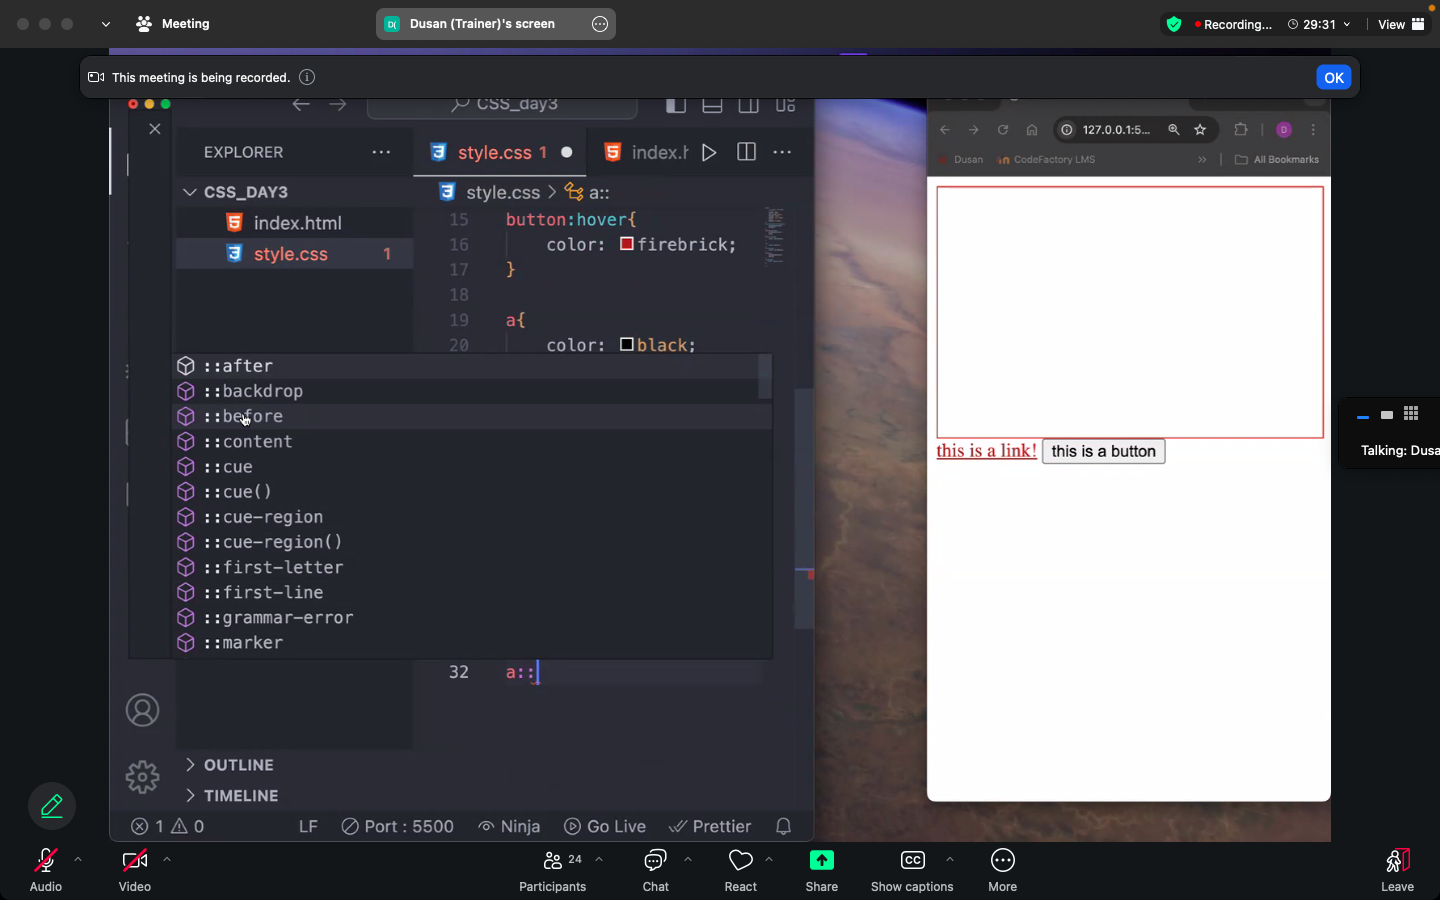 Meeting
D( Dusan (Trainer)'s screen
Recording...
29:31
View
This meeting is being recorded.
OK
CSS_day3
EXPLORER
style.css 1
CSS_DAY3
index.html
style.css 1
style.css > a::
15 button:hover{
16 color: firebrick;
17 }
18
19 a{
20 color: black;
::after
::backdrop
::before
::content
::cue
::cue()
::cue-region
::cue-region()
::first-letter
::first-line
::grammar-error
::marker
32 a::
OUTLINE
TIMELINE
1 0 LF Port : 5500 Ninja Go Live Prettier
127.0.0.1:5...
D
Dusan
CodeFactory LMS
» All Bookmarks
this is a link! this is a button
Talking:
Audio
Video
Participants 24
Chat
React
Share
CC Show captions
More
Leave